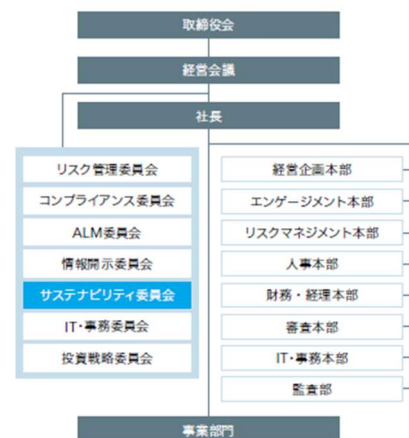 取締役会
経営会議
社長
リスク管理委員会
コンプライアンス委員会
ALM委員会
情報開示委員会
サステナビリティ委員会
IT・事務委員会
投資戦略委員会
経営企画本部
エンゲージメント本部
リスクマネジメント本部
人事本部
財務・経理本部
審査本部
IT・事務本部
監査部
事業部門